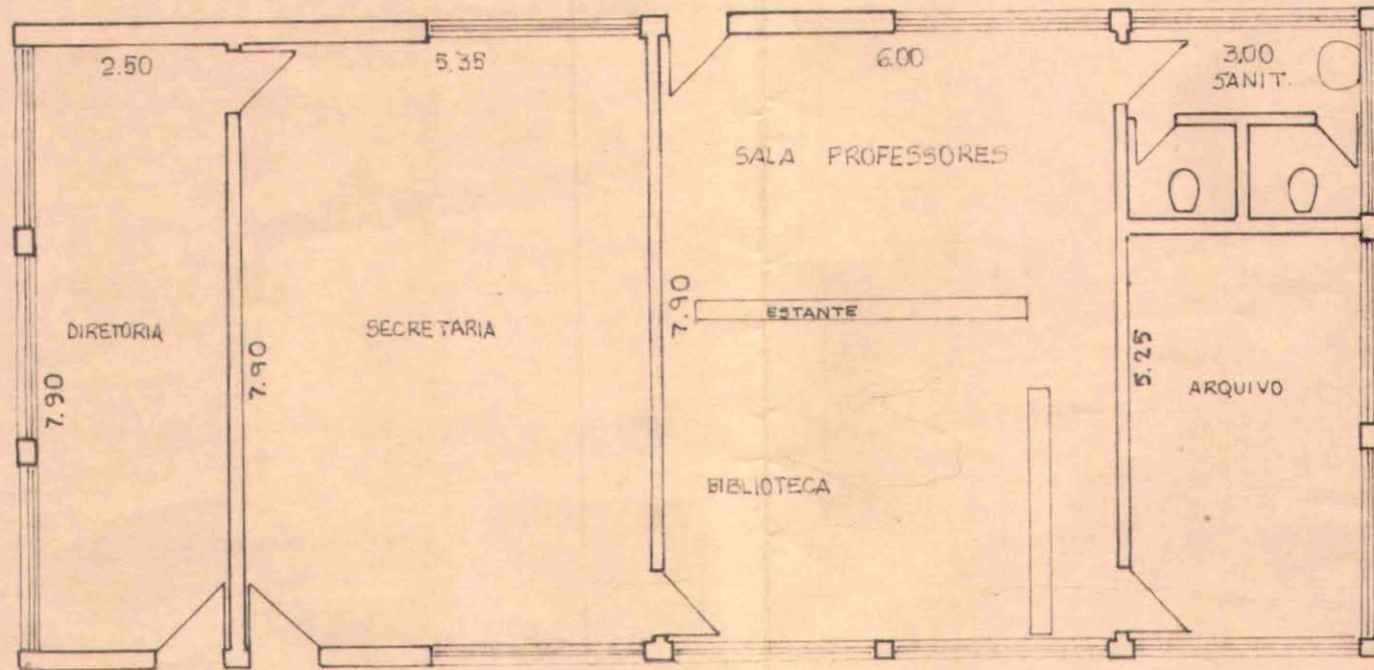 2.50
5.35
6.00
3.00
SANIT.
SALA PROFESSORES
7.90
ESTANTE
DIRETORIA
SECRETARIA
7.90
7.90
5.25
ARQUIVO
BIBLIOTECA